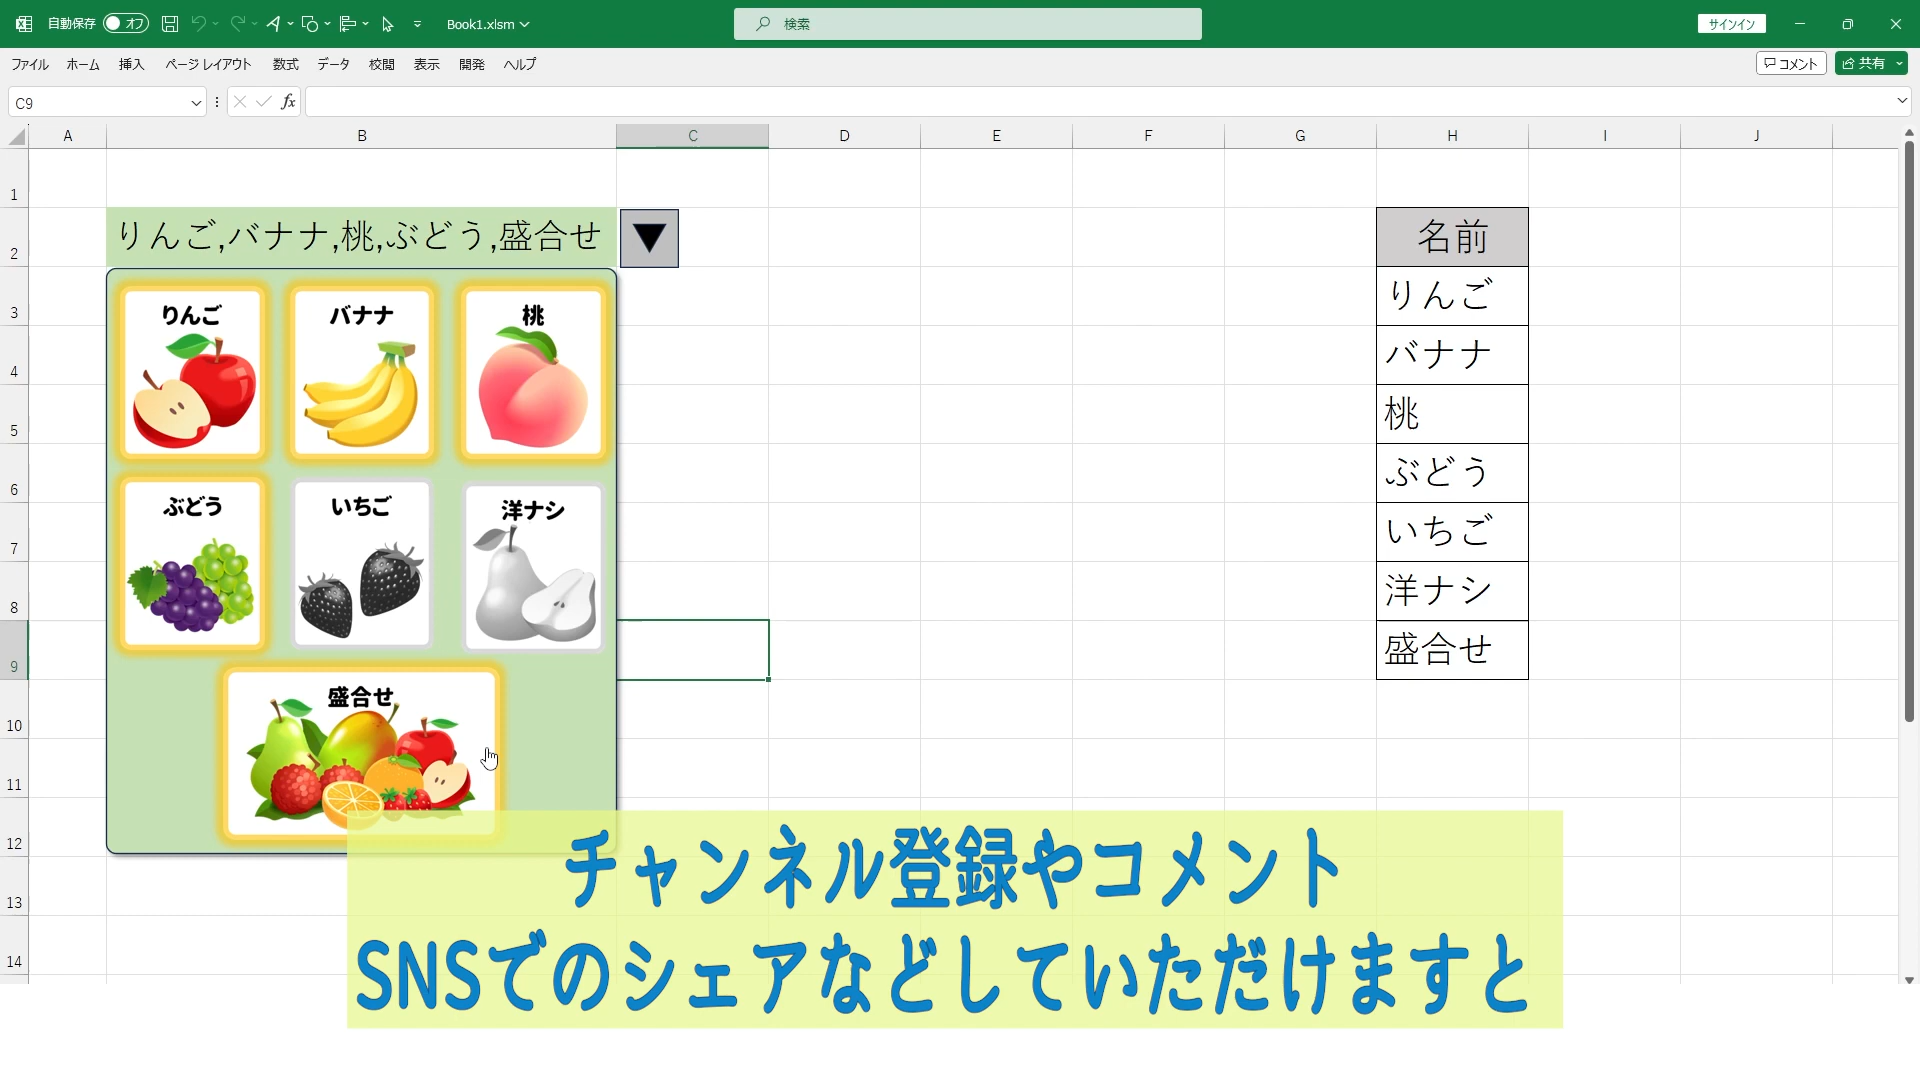 自動保存 オフ Book1.xlsm 検索 サインイン
ファイル ホーム 挿入 ページ レイアウト 数式 データ 校閲 表示 開発 ヘルプ コメント 共有
C9 fx
A B C D E F G H I J
1
2 りんご,バナナ,桃,ぶどう,盛合せ ▼ 名前
りんご バナナ 桃
3 りんご
4 バナナ
5 桃
6 ぶどう
ぶどう いちご 洋ナシ
7 いちご
8 洋ナシ
9 盛合せ
盛合せ
10
11
12
チャンネル登録やコメント
13
14
SNSでのシェアなどしていただけますと